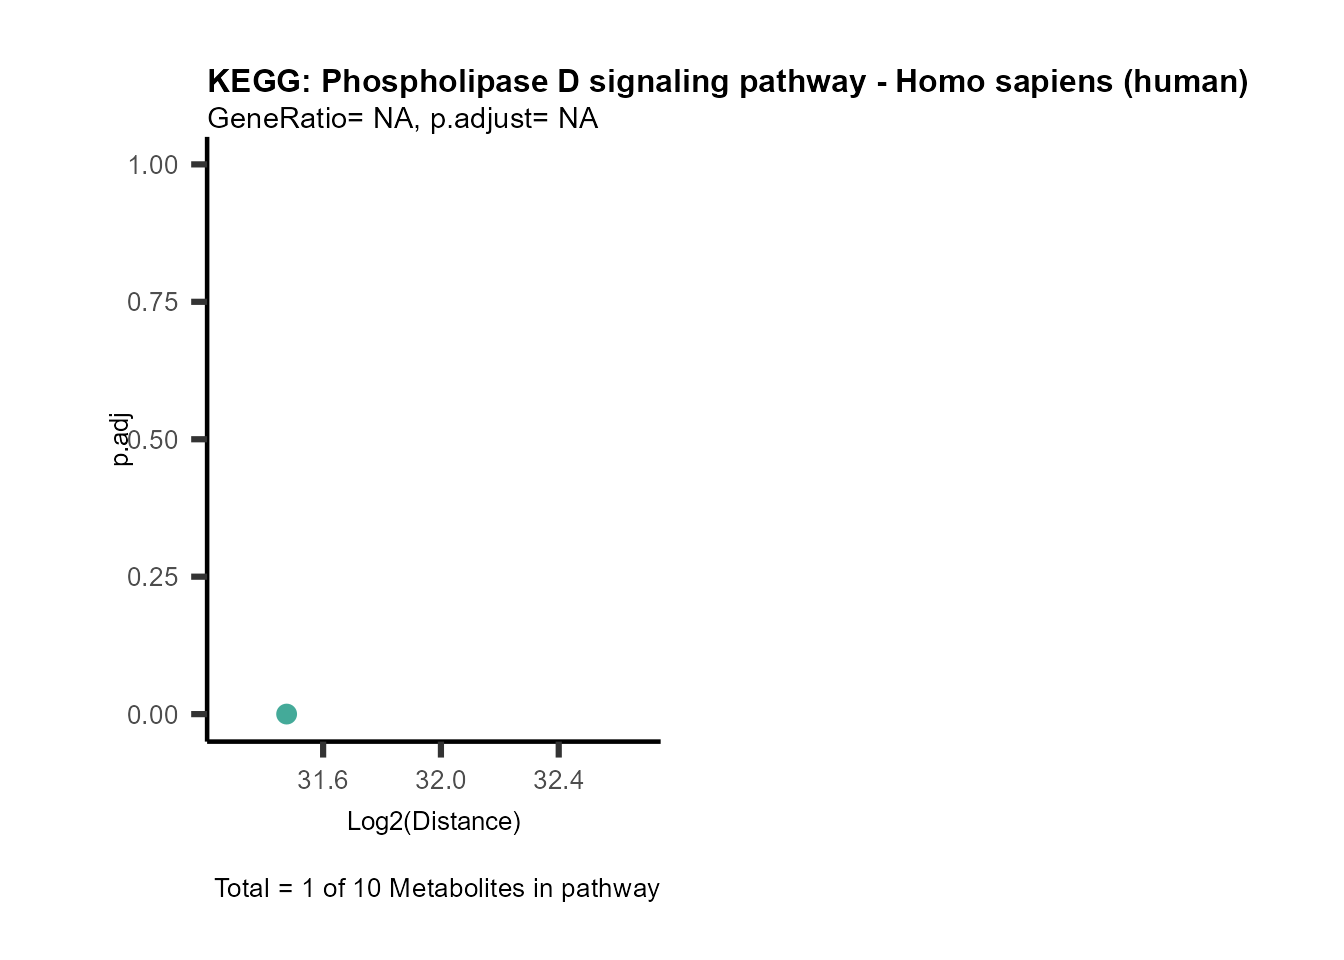 KEGG: Phospholipase D signaling pathway - Homo sapiens (human)
GeneRatio= NA, p.adjust= NA
1.00
0.75
p.adj
0.50
0.25
0.00
31.6 32.0 32.4
Log2(Distance)
Total = 1 of 10 Metabolites in pathway